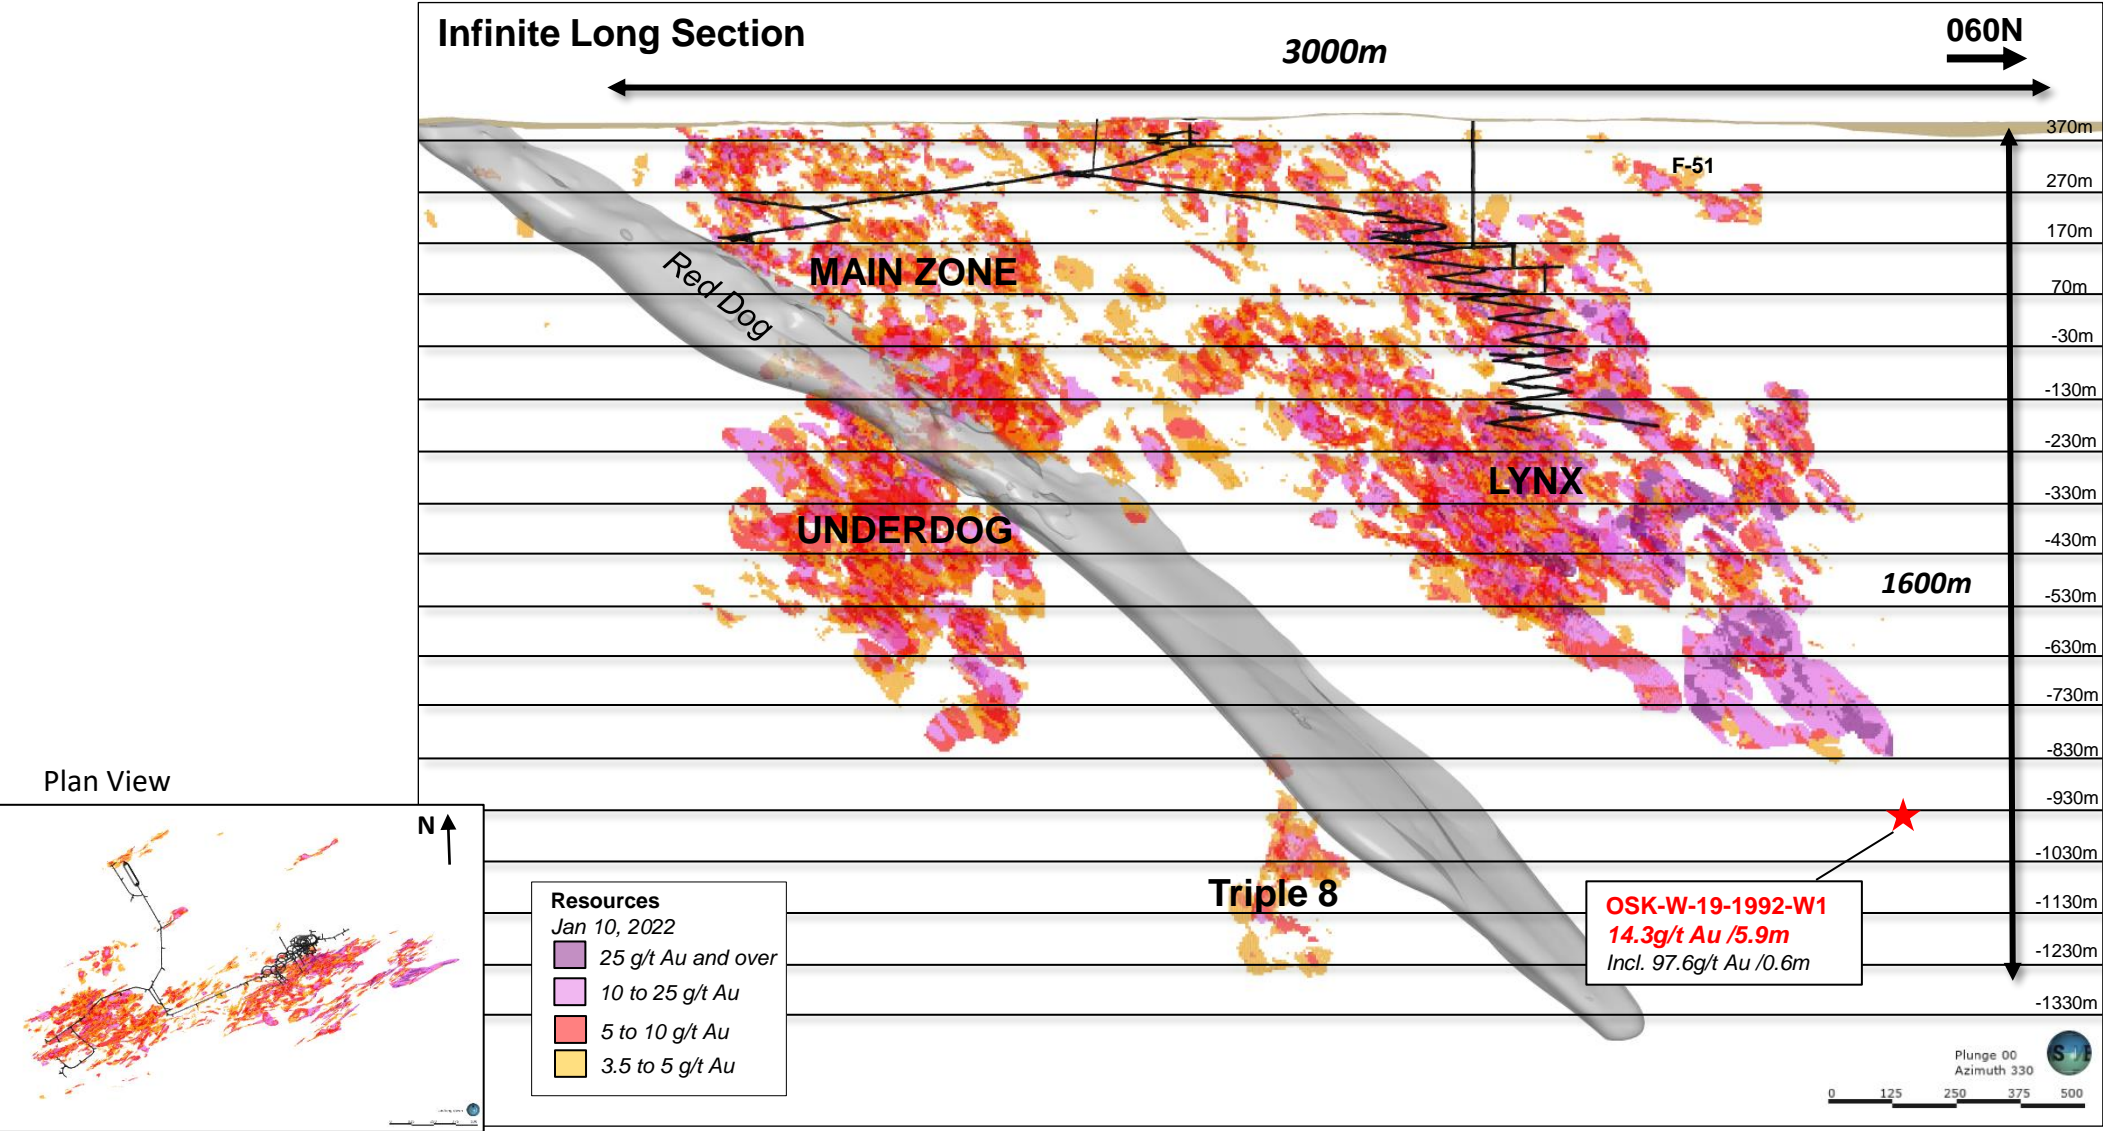 Infinite Long Section
3000m
060N
370m
F-51
270m
170m
Red Dog
MAIN ZONE
70m
-30m
-130m
-230m
LYNX
-330m
UNDERDOG
-430m
1600m
-530m
-630m
-730m
-830m
Plan View
-930m
N
-1030m
Triple 8
-1130m
OSK-W-19-1992-W1
14.3g/t Au /5.9m
Incl. 97.6g/t Au /0.6m
-1230m
-1330m
Resources
Jan 10, 2022
25 g/t Au and over
10 to 25 g/t Au
5 to 10 g/t Au
3.5 to 5 g/t Au
Plunge 00
Azimuth 330
0 125 250 375 500